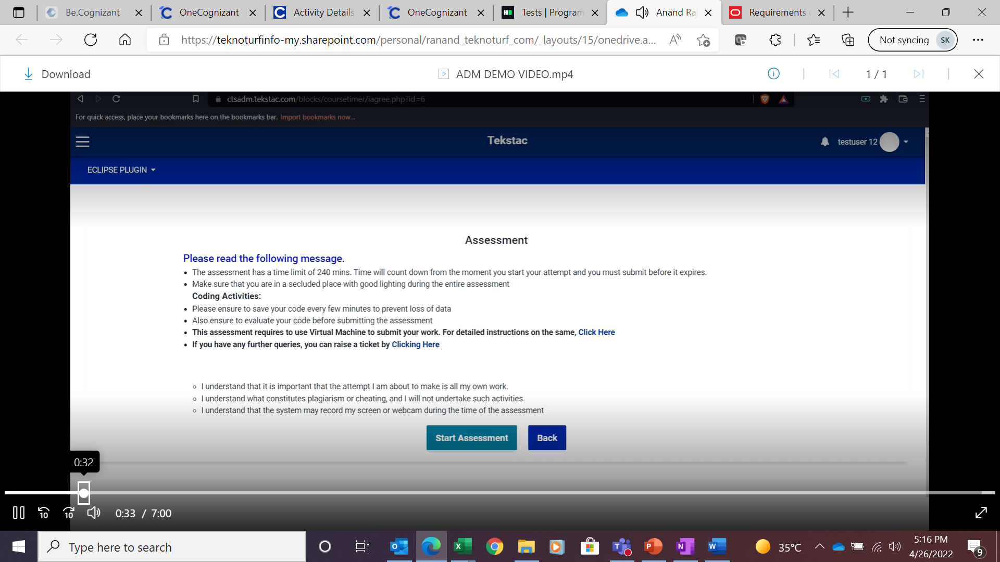 Be.Cognizant
OneCognizant
Activity Details
OneCognizant
Tests | Program
Anand Raj
Requirements
https://teknoturfinfo-my.sharepoint.com/personal/ranand_teknoturf_com/_layouts/15/onedrive.a...
Not syncing SK
Download
ADM DEMO VIDEO.mp4
1 / 1
ctsadm.tekstac.com/blocks/coursetimer/iagree.php?id=6
For quick access, place your bookmarks here on the bookmarks bar. Import bookmarks now...
Tekstac
testuser 12
ECLIPSE PLUGIN
Assessment
Please read the following message.
The assessment has a time limit of 240 mins. Time will count down from the moment you start your attempt and you must submit before it expires.
Make sure that you are in a secluded place with good lighting during the entire assessment
Coding Activities:
Please ensure to save your code every few minutes to prevent loss of data
Also ensure to evaluate your code before submitting the assessment
This assessment requires to use Virtual Machine to submit your work. For detailed instructions on the same, Click Here
If you have any further queries, you can raise a ticket by Clicking Here
I understand that it is important that the attempt I am about to make is all my own work.
I understand what constitutes plagiarism or cheating, and I will not undertake such activities.
I understand that the system may record my screen or webcam during the time of the assessment
Start Assessment
Back
0:32
10
10
0:33 / 7:00
Type here to search
35°C
5:16 PM
4/26/2022
9